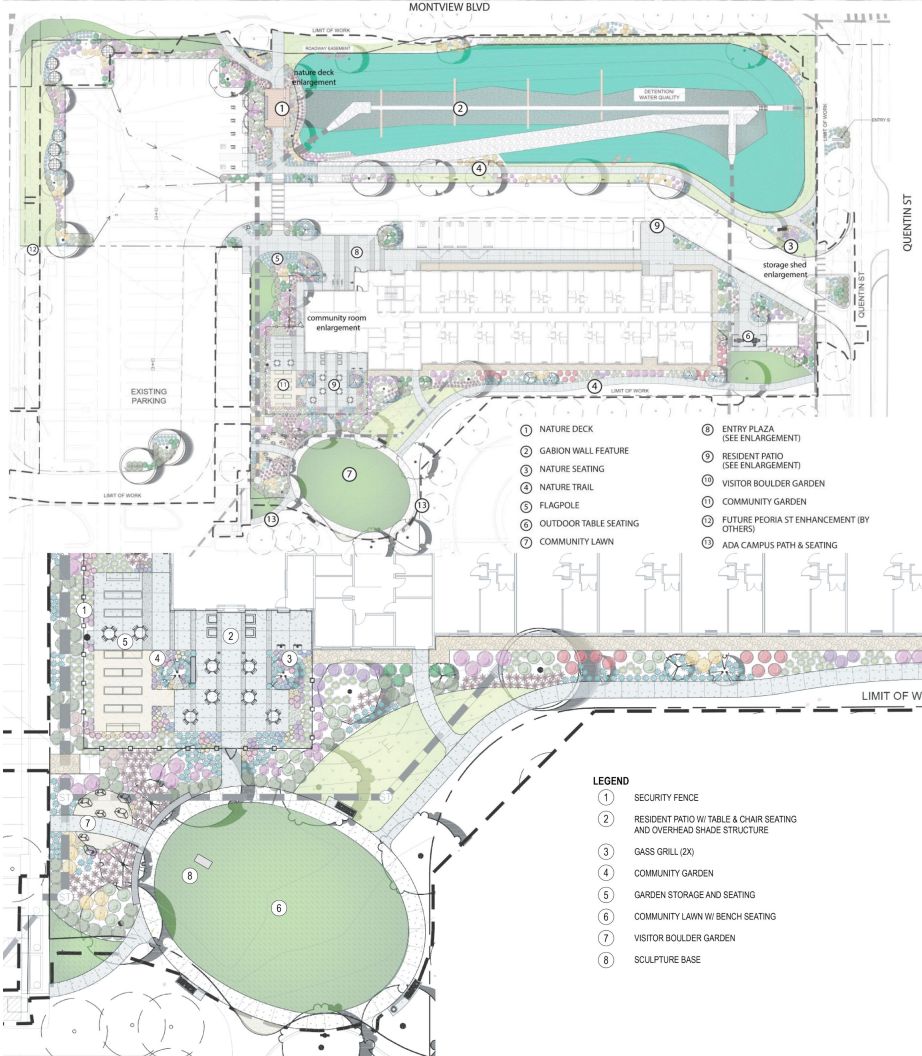 MONTVIEW BLVD
LIMIT OF WORK
ROADWAY EASEMENT
nature deck
enlargement
1
2
DETENTION/
WATER QUALITY
LIMIT OF WORK
4
QUENTIN ST
12
5
8
9
3
storage shed
enlargement
QUENTIN ST
community room
enlargement
6
11
9
4
LIMIT OF WORK
EXISTING
PARKING
7
LIMIT OF WORK
13
13
1 NATURE DECK
2 GABION WALL FEATURE
3 NATURE SEATING
4 NATURE TRAIL
5 FLAGPOLE
6 OUTDOOR TABLE SEATING
7 COMMUNITY LAWN
8 ENTRY PLAZA
(SEE ENLARGEMENT)
9 RESIDENT PATIO
(SEE ENLARGEMENT)
10 VISITOR BOULDER GARDEN
11 COMMUNITY GARDEN
12 FUTURE PEORIA ST ENHANCEMENT (BY
OTHERS)
13 ADA CAMPUS PATH & SEATING
1
5
2
4
3
LIMIT OF W
ST
ST
7
ST
8
6
LEGEND
1 SECURITY FENCE
2 RESIDENT PATIO W/ TABLE & CHAIR SEATING
AND OVERHEAD SHADE STRUCTURE
3 GASS GRILL (2X)
4 COMMUNITY GARDEN
5 GARDEN STORAGE AND SEATING
6 COMMUNITY LAWN W/ BENCH SEATING
7 VISITOR BOULDER GARDEN
8 SCULPTURE BASE